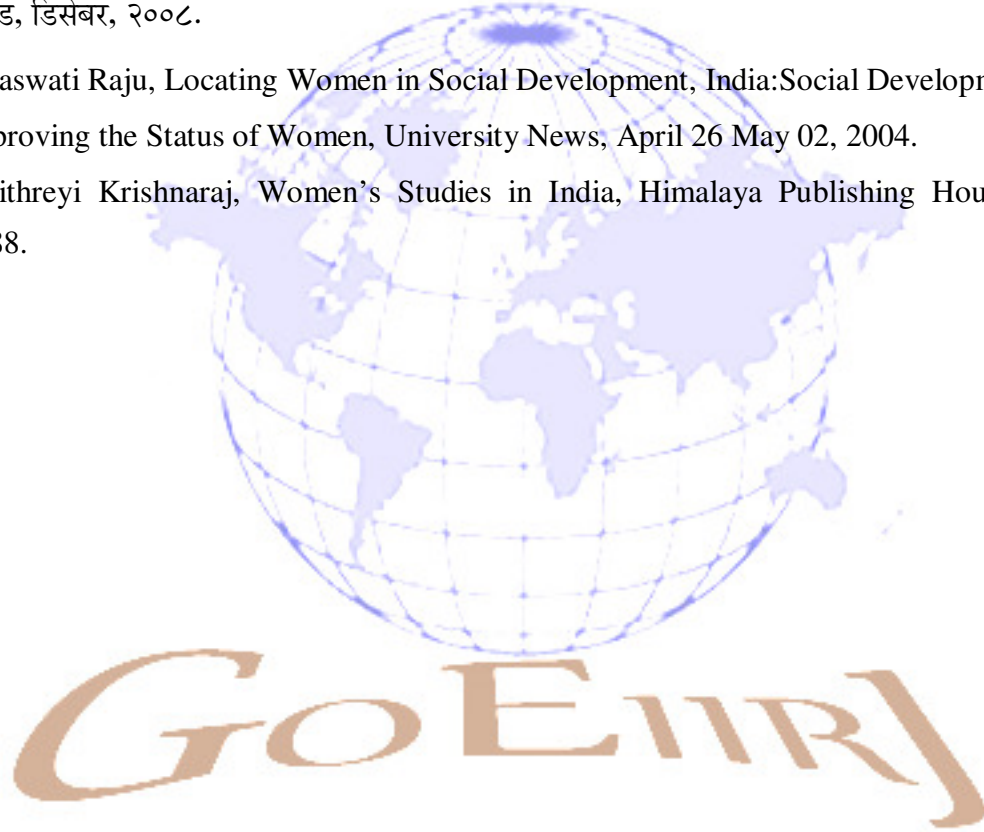 ड, डिसेंबर, २००८.
aswati Raju, Locating Women in Social Development, India:Social Developn
proving the Status of Women, University News, April 26 May 02, 2004.
ithreyi Krishnaraj, Women’s Studies in India, Himalaya Publishing Hou
88.
GOEIIRJ